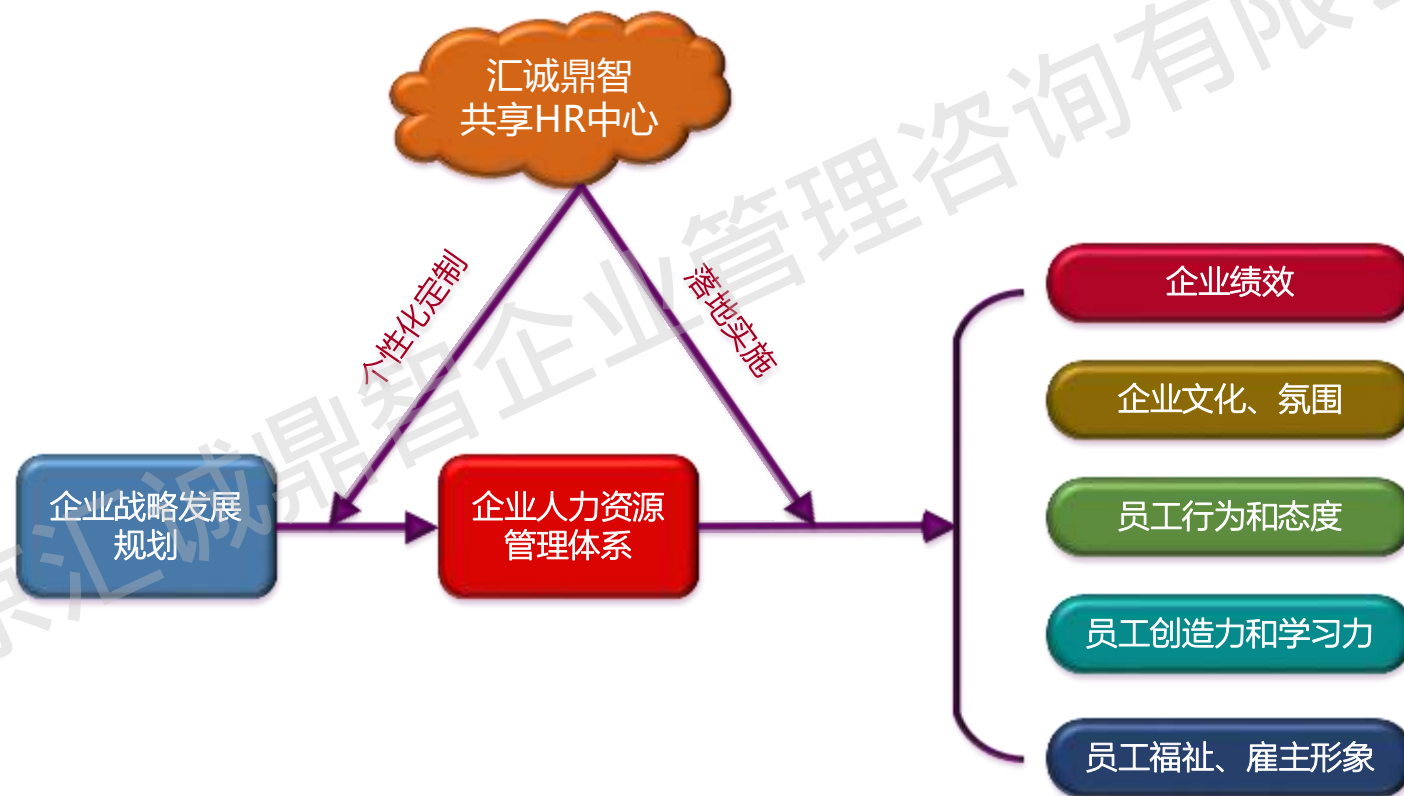 汇诚鼎智
共享HR中心
个性化定制
落地实施
企业战略发展
规划
企业人力资源
管理体系
企业绩效
企业文化、氛围
员工行为和态度
员工创造力和学习力
员工福祉、雇主形象
京汇诚鼎智企业管理咨询有限